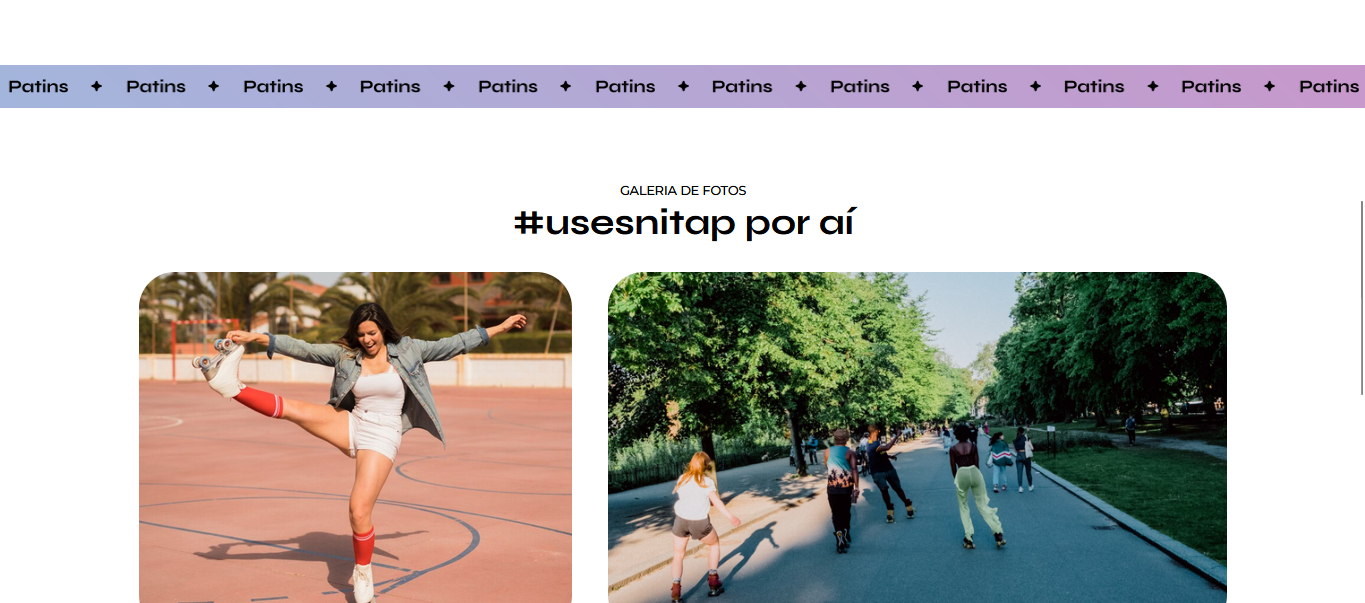 Patins ✦ Patins ✦ Patins ✦ Patins ✦ Patins ✦ Patins ✦ Patins ✦ Patins ✦ Patins ✦ Patins ✦ Patins ✦ Patins
GALERIA DE FOTOS
#usesnitap por aí